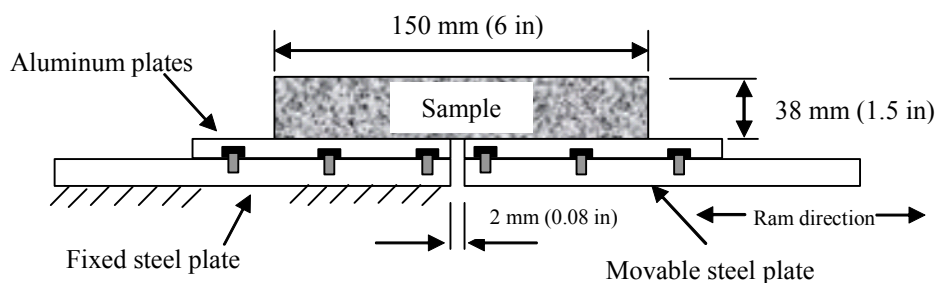 150 mm (6 in)
Aluminum plates
Sample
38 mm (1.5 in)
2 mm (0.08 in)
Ram direction
Fixed steel plate
Movable steel plate